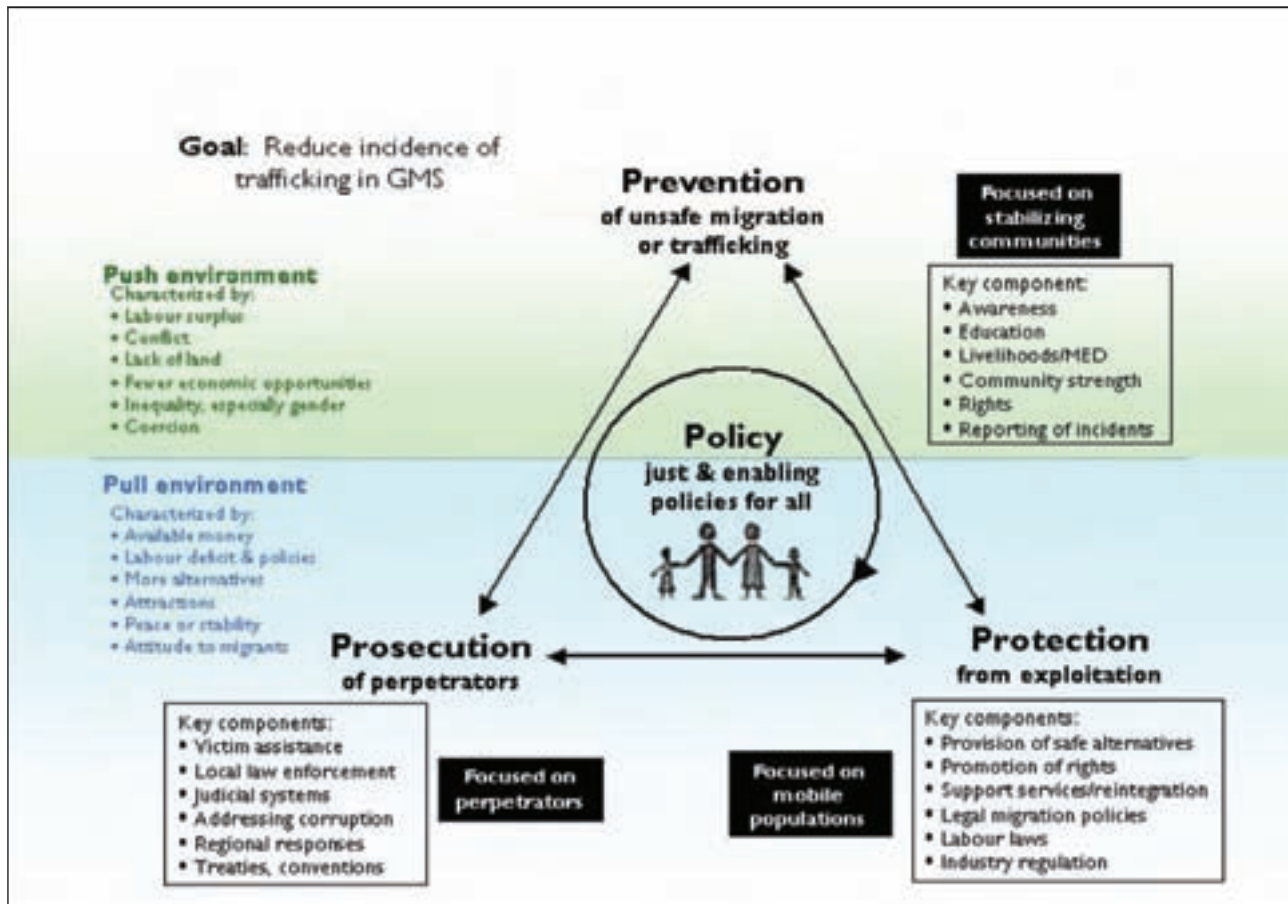 Goal: Reduce incidence of
trafficking in GMS
Prevention
of unsafe migration
or trafficking
Focused on
stabilizing
communities
Key component:
• Awareness
• Education
• Livelihoods/MED
• Community strength
• Rights
• Reporting of incidents
Push environment
Characterized by:
• Labour surplus
• Conflict
• Lack of land
• Fewer economic opportunities
• Inequality, especially gender
• Coercion
Policy
just & enabling
policies for all
Pull environment
Characterized by:
• Available money
• Labour deficit & policies
• More alternatives
• Attractions
• Peace or stability
• Attitude to migrants
Prosecution
of perpetrators
Key components:
• Victim assistance
• Local law enforcement
• Judicial systems
• Addressing corruption
• Regional responses
• Treaties, conventions
Focused on
perpetrators
Focused on
mobile
populations
Protection
from exploitation
Key components:
• Provision of safe alternatives
• Promotion of rights
• Support services/reintegration
• Legal migration policies
• Labour laws
• Industry regulation